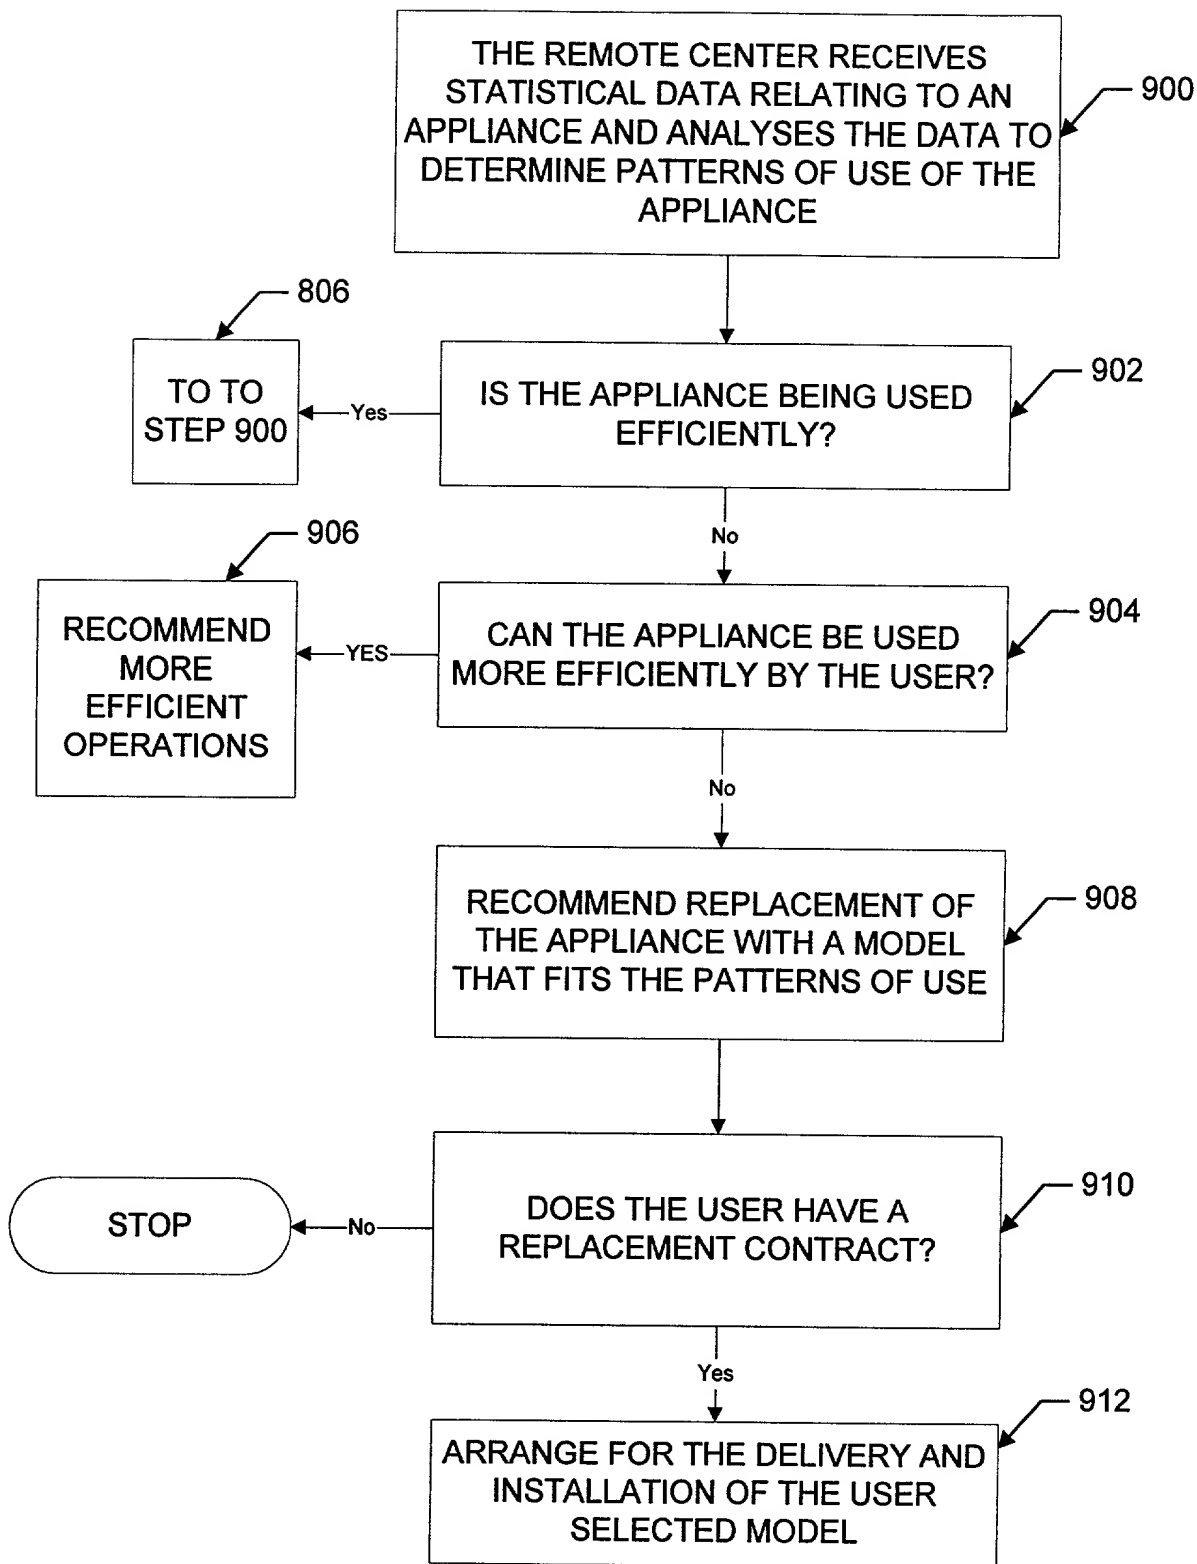 THE REMOTE CENTER RECEIVES
STATISTICAL DATA RELATING TO AN
APPLIANCE AND ANALYSES THE DATA TO
DETERMINE PATTERNS OF USE OF THE
APPLIANCE
900
806
TO TO
STEP 900
Yes
IS THE APPLIANCE BEING USED
EFFICIENTLY?
902
No
906
RECOMMEND
MORE
EFFICIENT
OPERATIONS
YES
CAN THE APPLIANCE BE USED
MORE EFFICIENTLY BY THE USER?
904
No
RECOMMEND REPLACEMENT OF
THE APPLIANCE WITH A MODEL
THAT FITS THE PATTERNS OF USE
908
STOP
No
DOES THE USER HAVE A
REPLACEMENT CONTRACT?
910
Yes
912
ARRANGE FOR THE DELIVERY AND
INSTALLATION OF THE USER
SELECTED MODEL